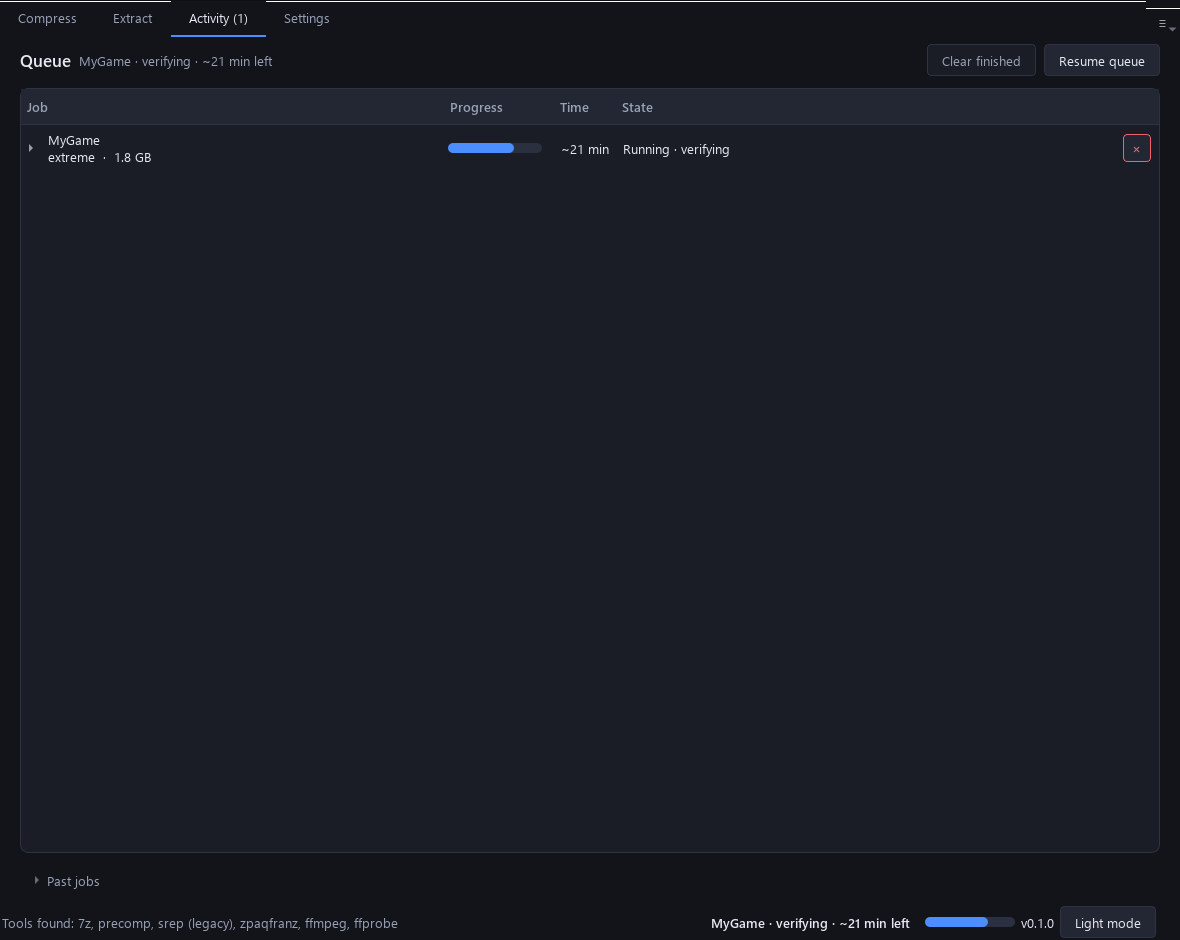 Compress Extract Activity (1) Settings
Queue MyGame · verifying · ~21 min left Clear finished Resume queue
Job Progress Time State
MyGame
extreme · 1.8 GB ~21 min Running · verifying ×
Past jobs
Tools found: 7z, precomp, srep (legacy), zpaqfranz, ffmpeg, ffprobe MyGame · verifying · ~21 min left v0.1.0 Light mode